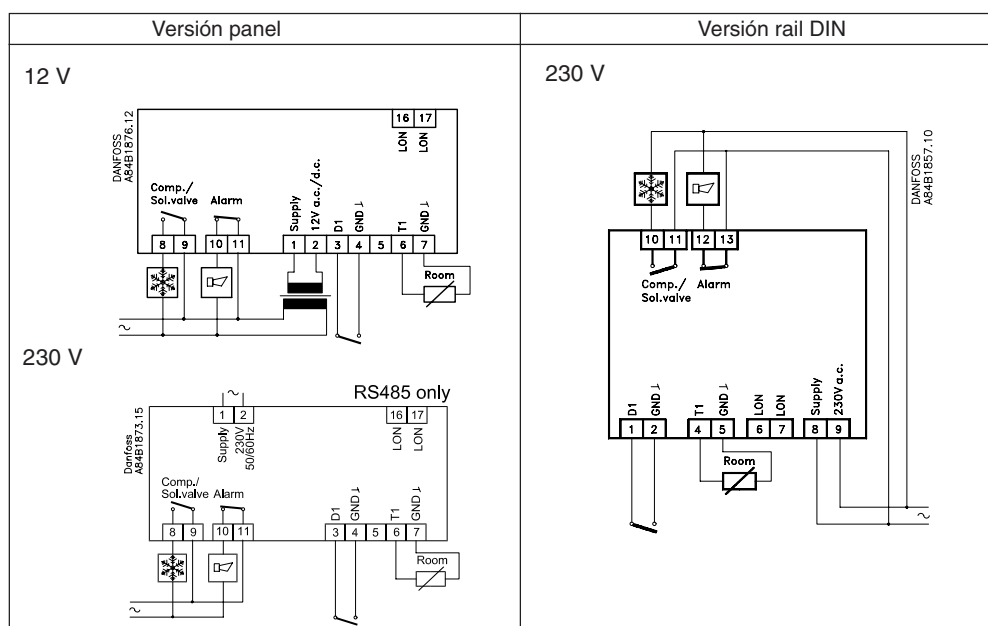 Versión panel
Versión rail DIN
12 V
DANFOSS
A84B1876.12
16 17
LON LON
Comp./
Sol.valve Alarm
Supply
12V a.c./d.c.
D1
GND
T1
GND
8 9 10 11 1 2 3 4 5 6 7
Room
~
230 V
RS485 only
~
1 2
16 17
Supply
230V
50/60Hz
LON LON
Danfoss
A84B1873.15
Comp./
Sol.valve Alarm
D1
GND
T1
GND
8 9 10 11 3 4 5 6 7
Room
~
230 V
DANFOSS
A84B1857.10
10 11 12 13
Comp./ Alarm
Sol.valve
D1
GND
T1
GND
LON
LON
Supply
230V a.c.
1 2 4 5 6 7 8 9
Room
~